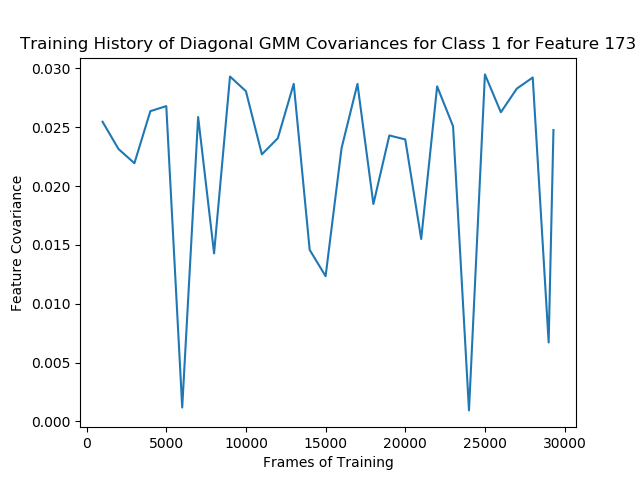 Training History of Diagonal GMM Covariances for Class 1 for Feature 173
0.030
0.025
0.020
0.015
0.010
0.005
0.000
Feature Covariance
0 5000 10000 15000 20000 25000 30000
Frames of Training